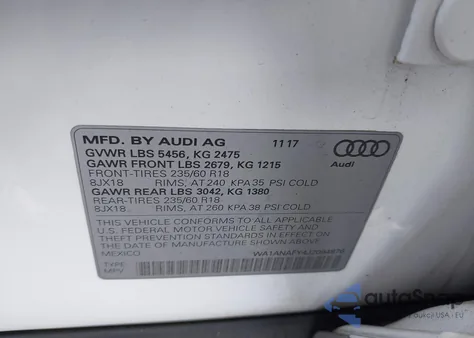 MFD. BY AUDI AG 11 17
GVWR LBS 5456, KG 2475
GAWR FRONT LBS 2679, KG 1215
FRONT-TIRES 235/60 R18
8JX18 RIMS, AT 240 KPA 35 PSI COLD
GAWR REAR LBS 3042, KG 1380
REAR-TIRES 235/60 R18
8JX18 RIMS, AT 260 KPA 38 PSI COLD
Audi
THIS VEHICLE CONFORMS TO ALL APPLICABLE
U.S. FEDERAL MOTOR VEHICLE SAFETY AND
THEFT PREVENTION STANDARDS IN EFFECT ON
THE DATE OF MANUFACTURE SHOWN ABOVE
MEXICO
TYPE
MPV
autoSnap